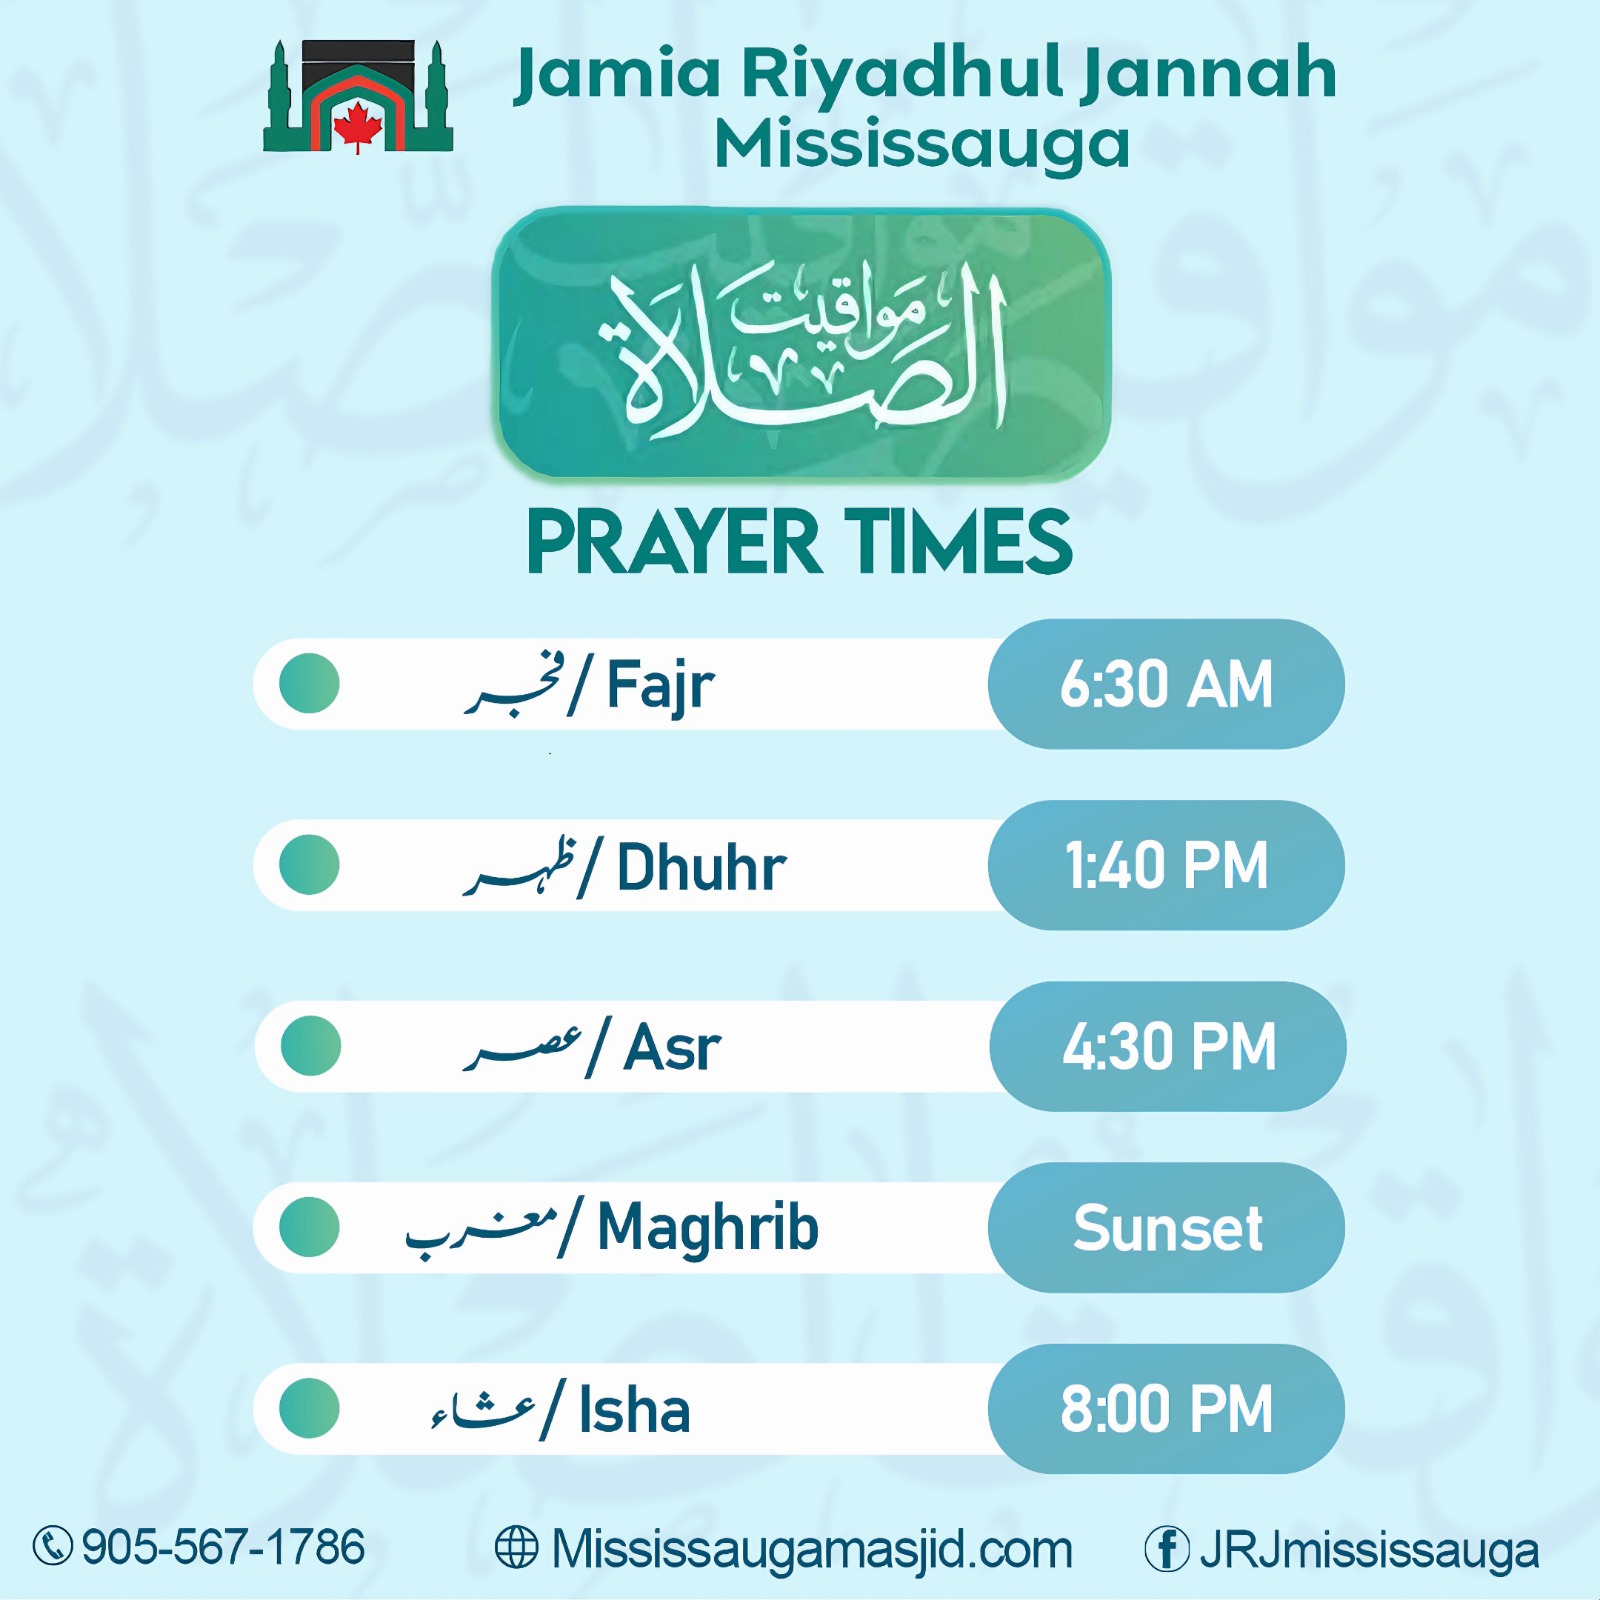 Jamia Riyadhul Jannah
Mississauga
مواقيت
الصلاة
PRAYER TIMES
فجر / Fajr
6:30 AM
ظہر / Dhuhr
1:40 PM
عصر / Asr
4:30 PM
مغرب / Maghrib
Sunset
عشاء / Isha
8:00 PM
905-567-1786
Mississaugamasjid.com
JRJmississauga